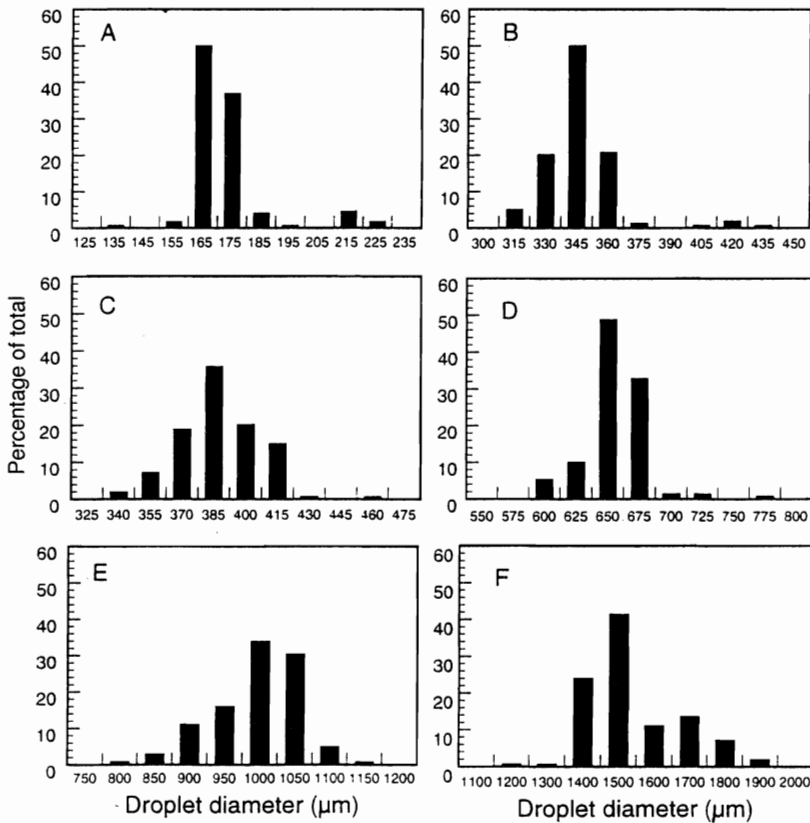 A
60
50
40
30
20
10
0
125 135 145 155 165 175 185 195 205 215 225 235
B
60
50
40
30
20
10
0
300 315 330 345 360 375 390 405 420 435 450
Percentage of total
C
60
50
40
30
20
10
0
325 340 355 370 385 400 415 430 445 460 475
D
60
50
40
30
20
10
0
550 575 600 625 650 675 700 725 750 775 800
E
60
50
40
30
20
10
0
750 800 850 900 950 1000 1050 1100 1150 1200
Droplet diameter (µm)
F
60
50
40
30
20
10
0
1100 1200 1300 1400 1500 1600 1700 1800 1900 2000
Droplet diameter (µm)